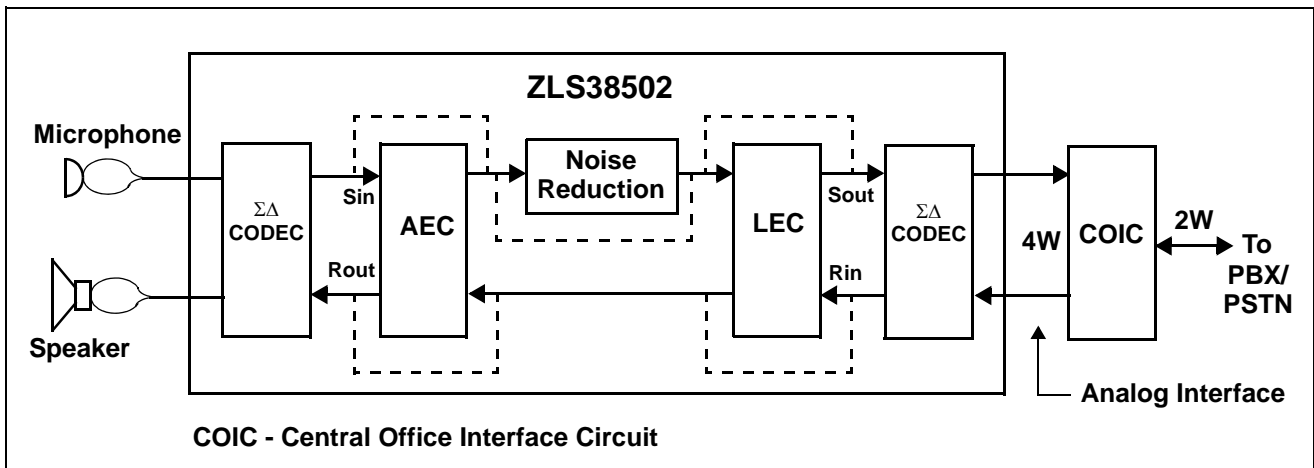 ZLS38502
Microphone
ΣΔ
CODEC
Sin
AEC
Noise
Reduction
LEC
Sout
ΣΔ
CODEC
4W
COIC
2W
To
PBX/
PSTN
Rout
Rin
Speaker
Analog Interface
COIC - Central Office Interface Circuit